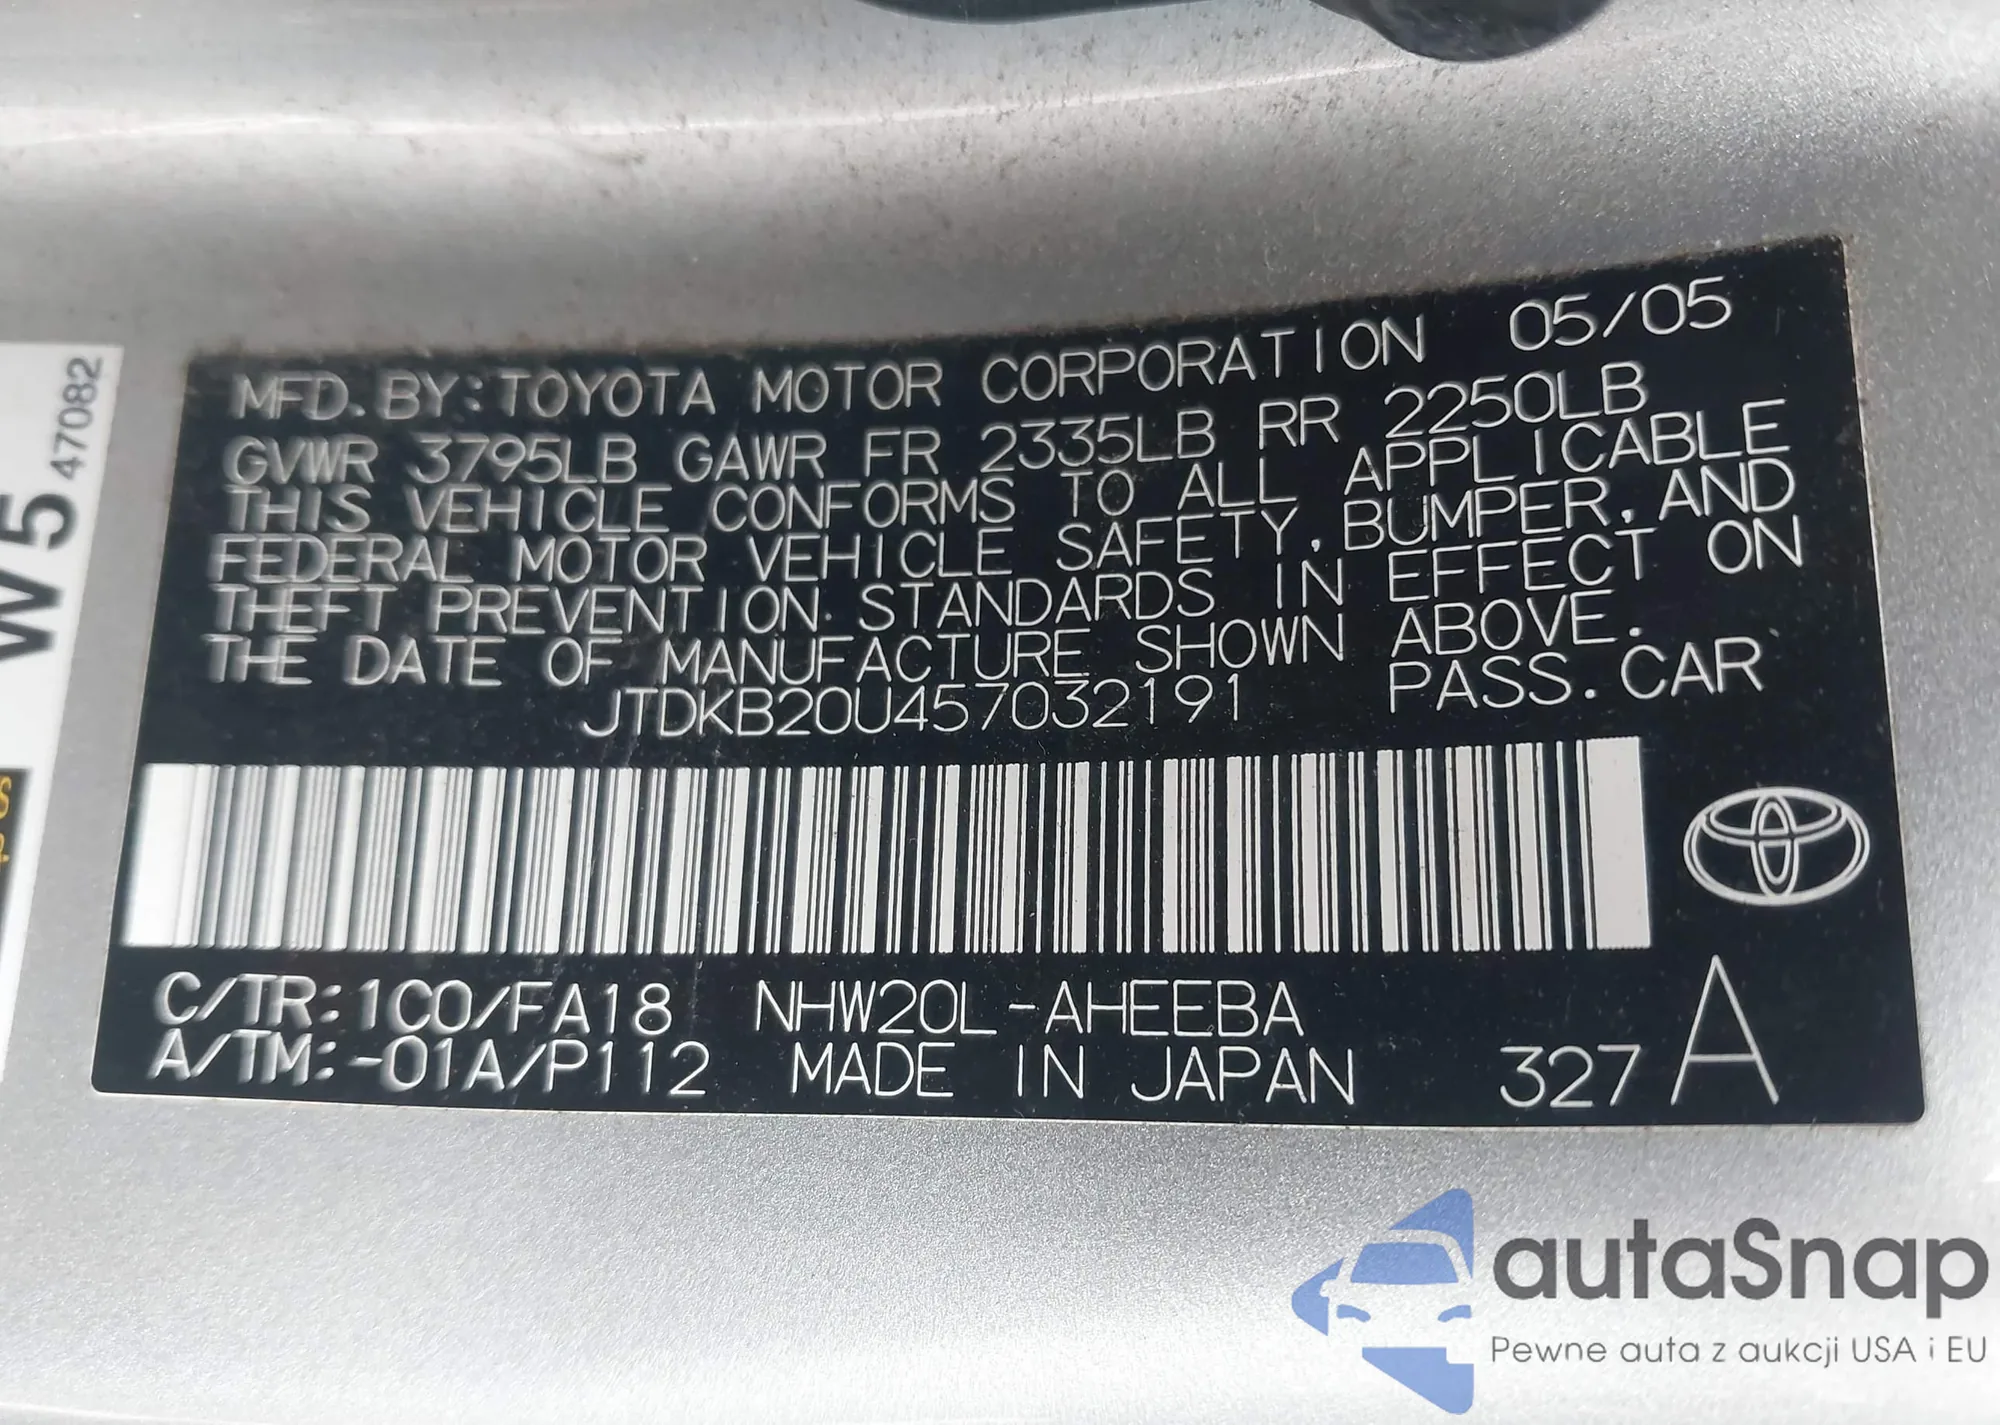 MFD. BY: TOYOTA MOTOR CORPORATION 05/05
GVWR 3795LB GAWR FR 2335LB RR 2250LB
THIS VEHICLE CONFORMS TO ALL APPLICABLE
FEDERAL MOTOR VEHICLE SAFETY, BUMPER, AND
THEFT PREVENTION STANDARDS IN EFFECT ON
THE DATE OF MANUFACTURE SHOWN ABOVE.
JTDKB20U457032191 PASS. CAR
C/TR: 1C0/FA18 NHW20L-AHEEBA
A/TM: -01A/P112 MADE IN JAPAN 327 A
W5
47082
autaSnap
Pewne auta z aukcji USA i EU